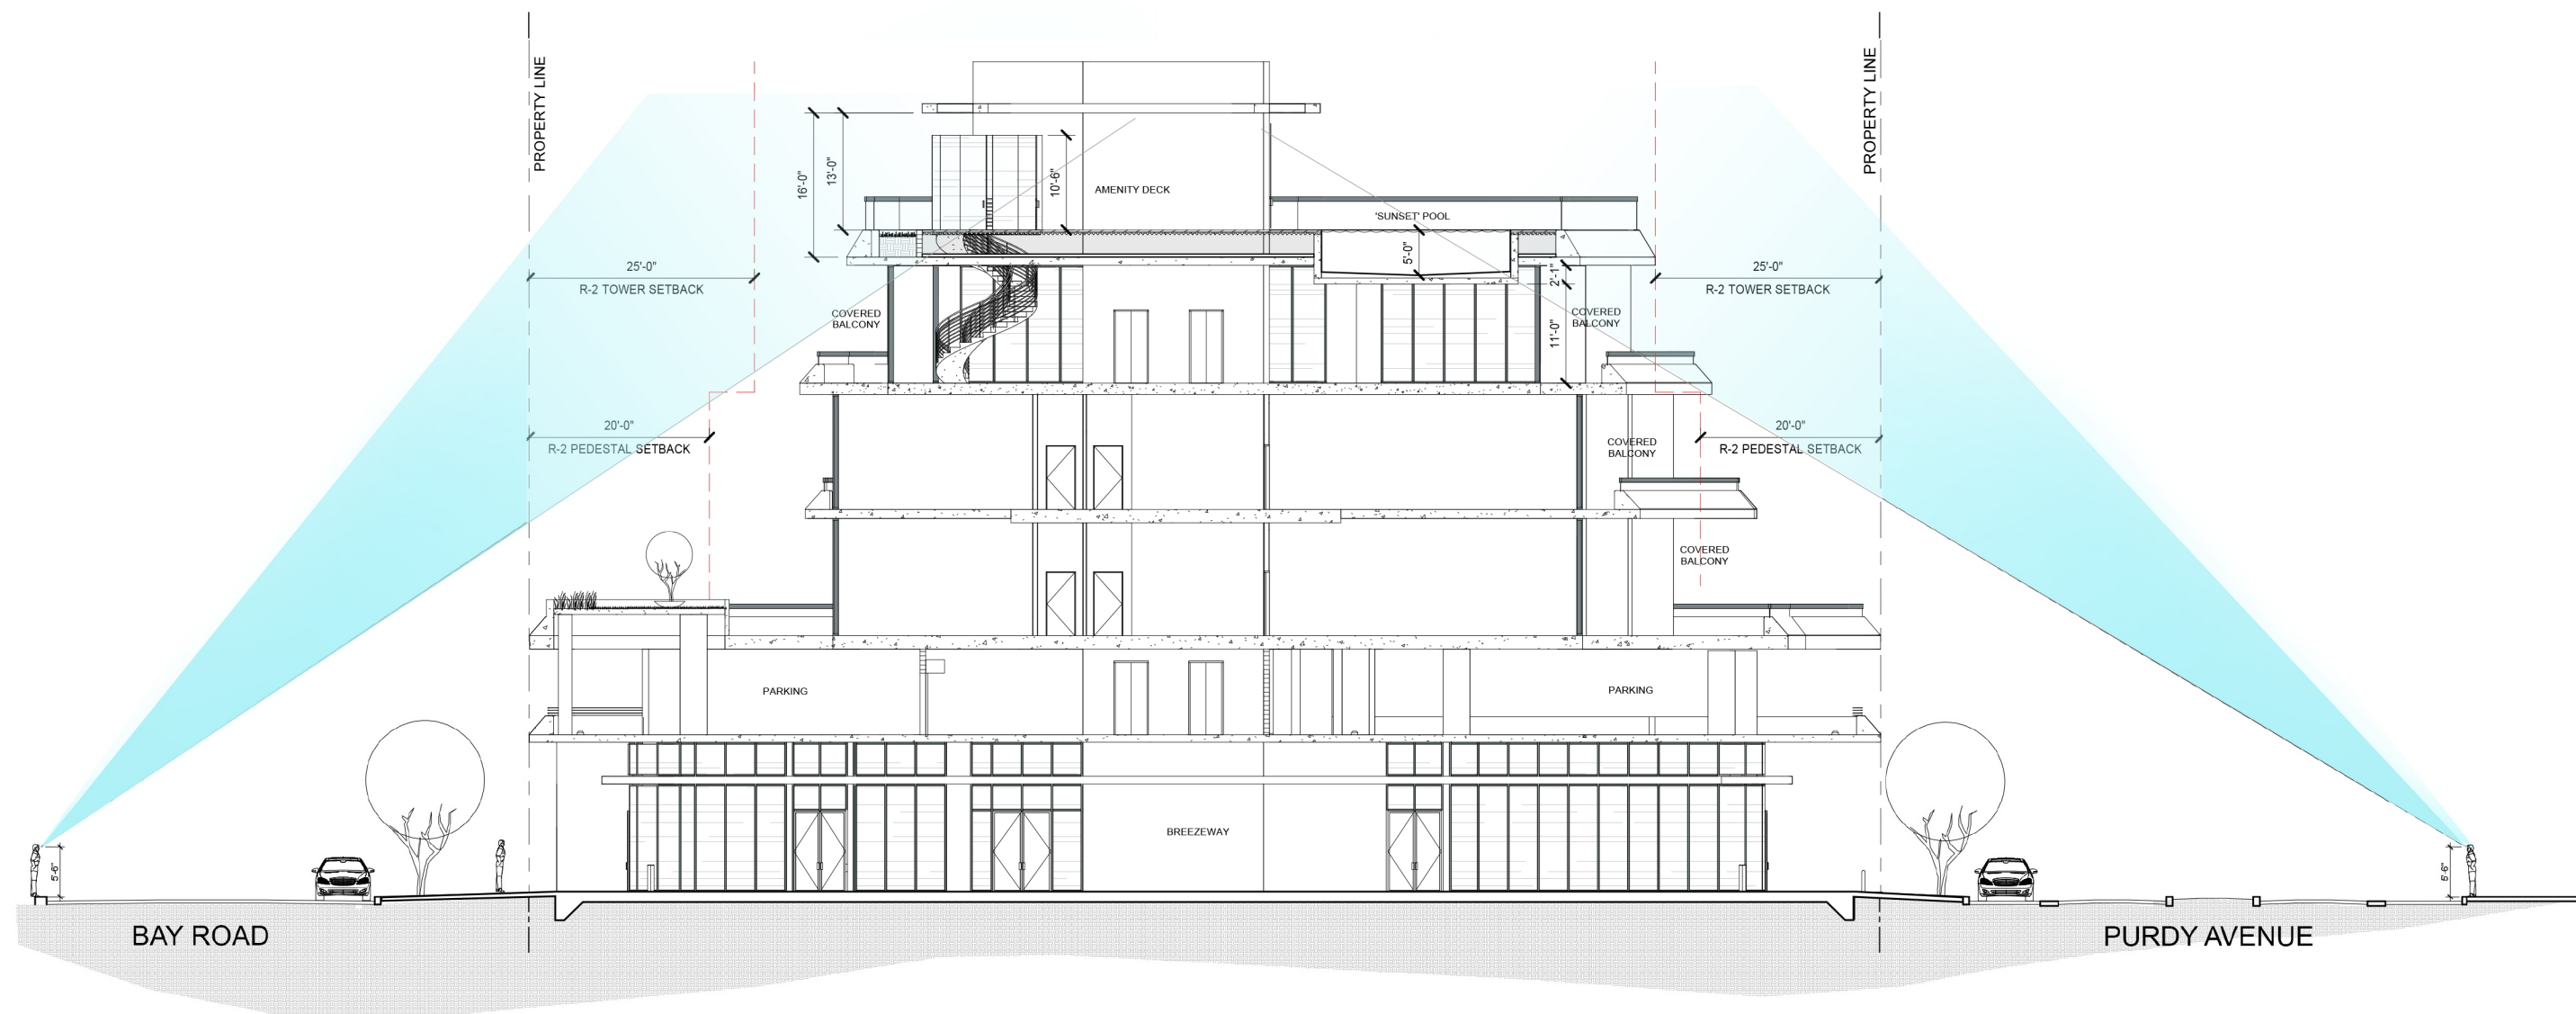 PROPERTY LINE
PROPERTY LINE
16'-0"
13'-0"
10'-6"
AMENITY DECK
'SUNSET' POOL
5'-0"
25'-0"
R-2 TOWER SETBACK
25'-0"
R-2 TOWER SETBACK
2'-1"
11'-0"
COVERED
BALCONY
COVERED
BALCONY
20'-0"
R-2 PEDESTAL SETBACK
20'-0"
R-2 PEDESTAL SETBACK
COVERED
BALCONY
COVERED
BALCONY
PARKING
PARKING
BREEZEWAY
5'-6"
5'-6"
BAY ROAD
PURDY AVENUE